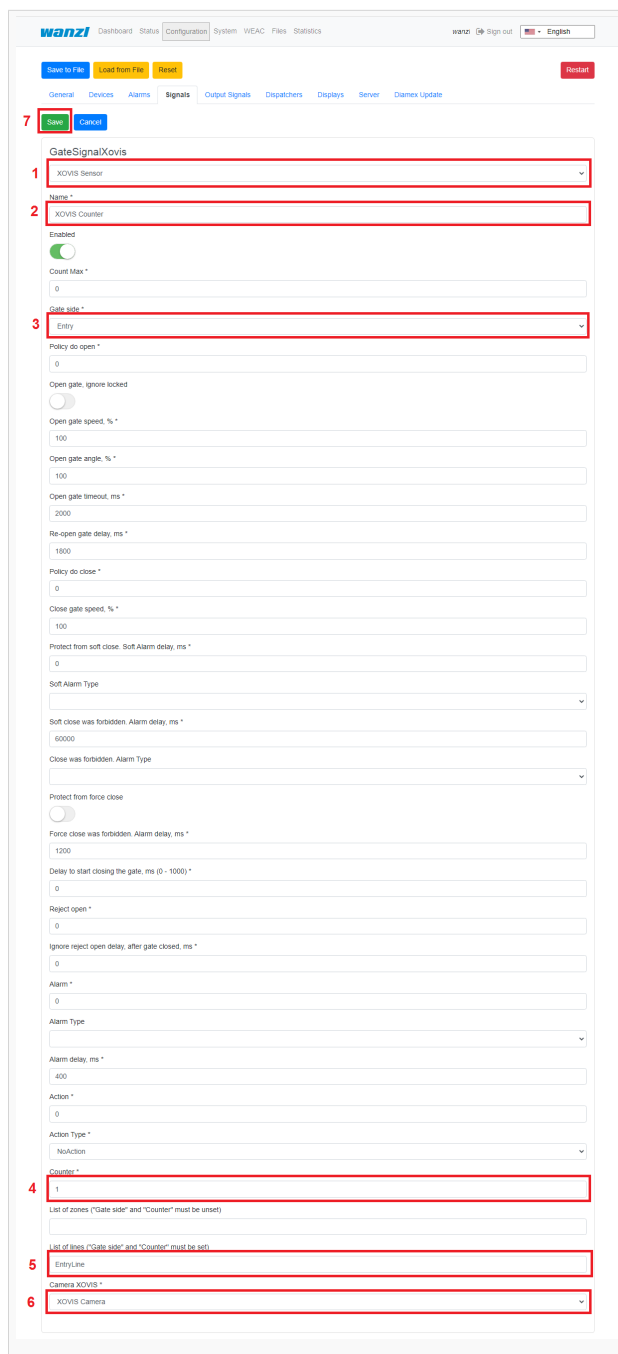 wanzl Dashboard Status Configuration System WEAC Files Statistics wanzl Sign out English
Save to File Load from File Reset Restart
General Devices Alarms Signals Output Signals Dispatchers Displays Server Diamex Update
7 Save Cancel
GateSignalXovis
1 XOVIS Sensor
Name *
2 XOVIS Counter
Enabled
Count Max *
0
Gate side *
3 Entry
Policy do open *
0
Open gate, ignore locked
Open gate speed, % *
100
Open gate angle, % *
100
Open gate timeout, ms *
2000
Re-open gate delay, ms *
1800
Policy do close *
0
Close gate speed, % *
100
Protect from soft close. Soft Alarm delay, ms *
0
Soft Alarm Type
Soft close was forbidden. Alarm delay, ms *
60000
Close was forbidden. Alarm Type
Protect from force close
Force close was forbidden. Alarm delay, ms *
1200
Delay to start closing the gate, ms (0 - 1000) *
0
Reject open *
0
Ignore reject open delay, after gate closed, ms *
0
Alarm *
0
Alarm Type
Alarm delay, ms *
400
Action *
0
Action Type *
NoAction
Counter *
4 1
List of zones ("Gate side" and "Counter" must be unset)
List of lines ("Gate side" and "Counter" must be set)
5 EntryLine
Camera XOVIS *
6 XOVIS Camera